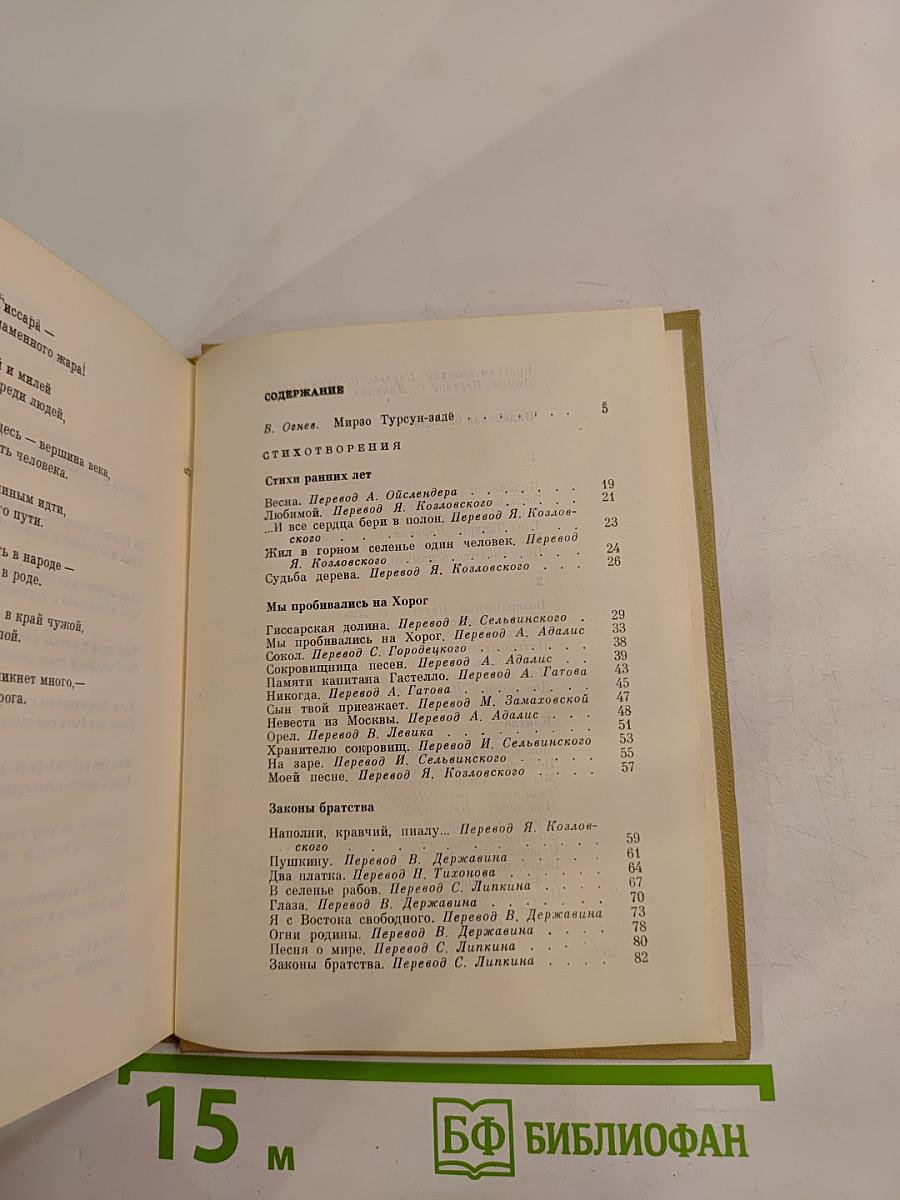 Гиссара —
ламенного жара!
й и милей
реди людей,
десь — вершина века,
ть человека.
иным идти,
го пути.
ь в народе —
в роде.
в край чужой,
лой.
икнет много,—
рога.
СОДЕРЖАНИЕ
В. Огнев. Мирзо Турсун-заде . . . . . . . 5
СТИХОТВОРЕНИЯ
Стихи ранних лет
Весна. Перевод А. Ойслендера . . . . . . . 19
Любимой. Перевод Я. Козловского . . . . . 21
...И все сердца бери в полон. Перевод Я. Козлов-
ского . . . . . . . . . . . . 23
Жил в горном селенье один человек. Перевод
Я. Козловского . . . . . . . . . . 24
Судьба дерева. Перевод Я. Козловского . . . 26
Мы пробивались на Хорог
Гиссарская долина. Перевод И. Сельвинского . 29
Мы пробивались на Хорог. Перевод А. Адалис 33
Сокол. Перевод С. Городецкого . . . . . . 38
Сокровищница песен. Перевод А. Адалис . . 39
Памяти капитана Гастелло. Перевод А. Гатова 43
Никогда. Перевод А. Гатова . . . . . . . . 45
Сын твой приезжает. Перевод М. Замаховской 47
Невеста из Москвы. Перевод А. Адалис . . . 48
Орел. Перевод В. Левика . . . . . . . . 51
Хранителю сокровищ. Перевод И. Сельвинского 53
На заре. Перевод И. Сельвинского . . . . . 55
Моей песне. Перевод Я. Козловского . . . . 57
Законы братства
Наполни, кравчий, пиалу... Перевод Я. Козлов-
ского . . . . . . . . . . . . 59
Пушкину. Перевод В. Державина . . . . . 61
Два платка. Перевод Н. Тихонова . . . . . . 64
В селенье рабов. Перевод С. Липкина . . . . 67
Глаза. Перевод В. Державина . . . . . . . 70
Я с Востока свободного. Перевод В. Державина 73
Огни родины. Перевод В. Державина . . . . 78
Песня о мире. Перевод С. Липкина . . . . 80
Законы братства. Перевод С. Липкина . . . . 82
15 м
БФ БИБЛИОФАН